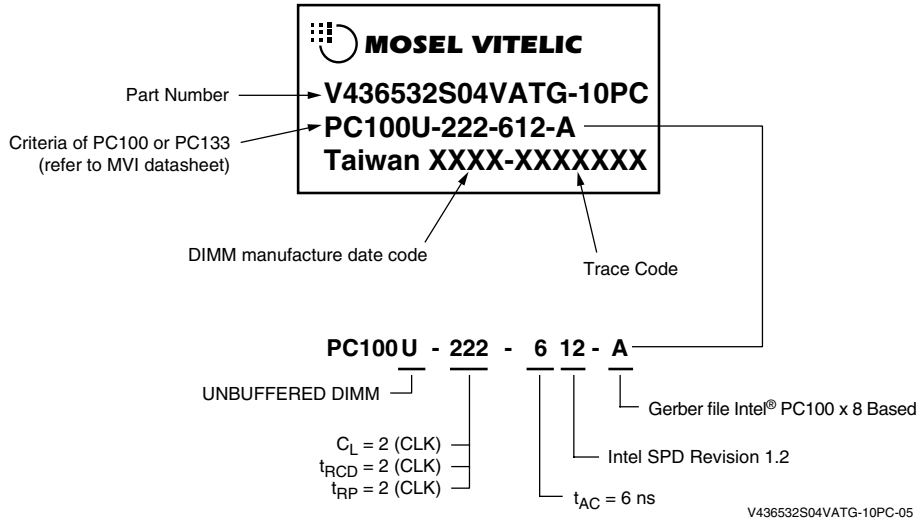 MOSEL VITELIC
Part Number
V436532S04VATG-10PC
Criteria of PC100 or PC133
(refer to MVI datasheet)
PC100U-222-612-A
Taiwan XXXX-XXXXXXX
DIMM manufacture date code
Trace Code
PC100 U - 222 - 6 12 - A
UNBUFFERED DIMM
Gerber file Intel® PC100 x 8 Based
CL = 2 (CLK)
tRCD = 2 (CLK)
tRP = 2 (CLK)
Intel SPD Revision 1.2
tAC = 6 ns
V436532S04VATG-10PC-05